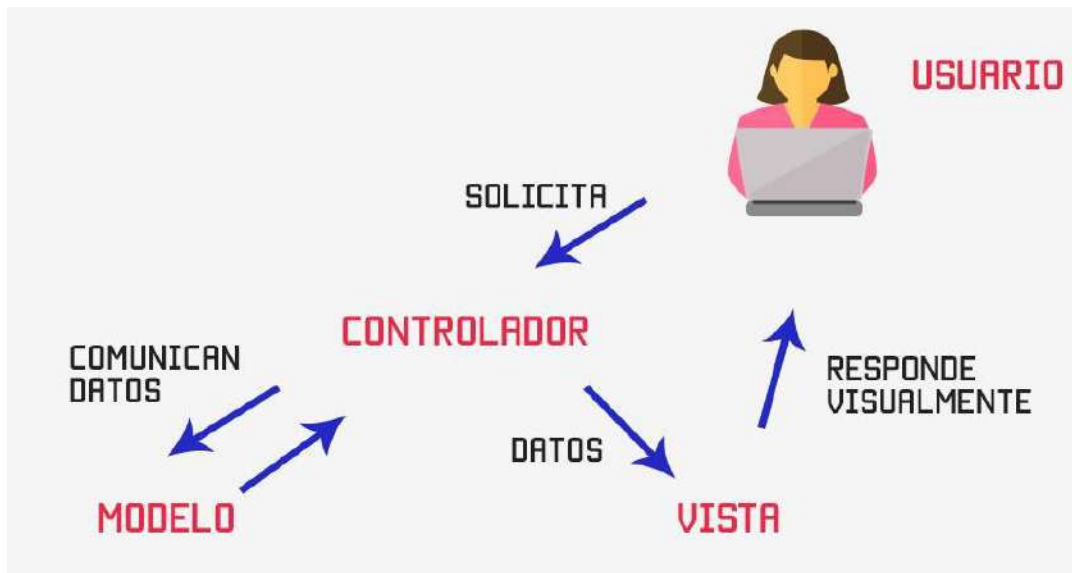 USUARIO
SOLICITA
CONTROLADOR
COMUNICAN
DATOS
RESPONDE
VISUALMENTE
DATOS
MODELO
VISTA